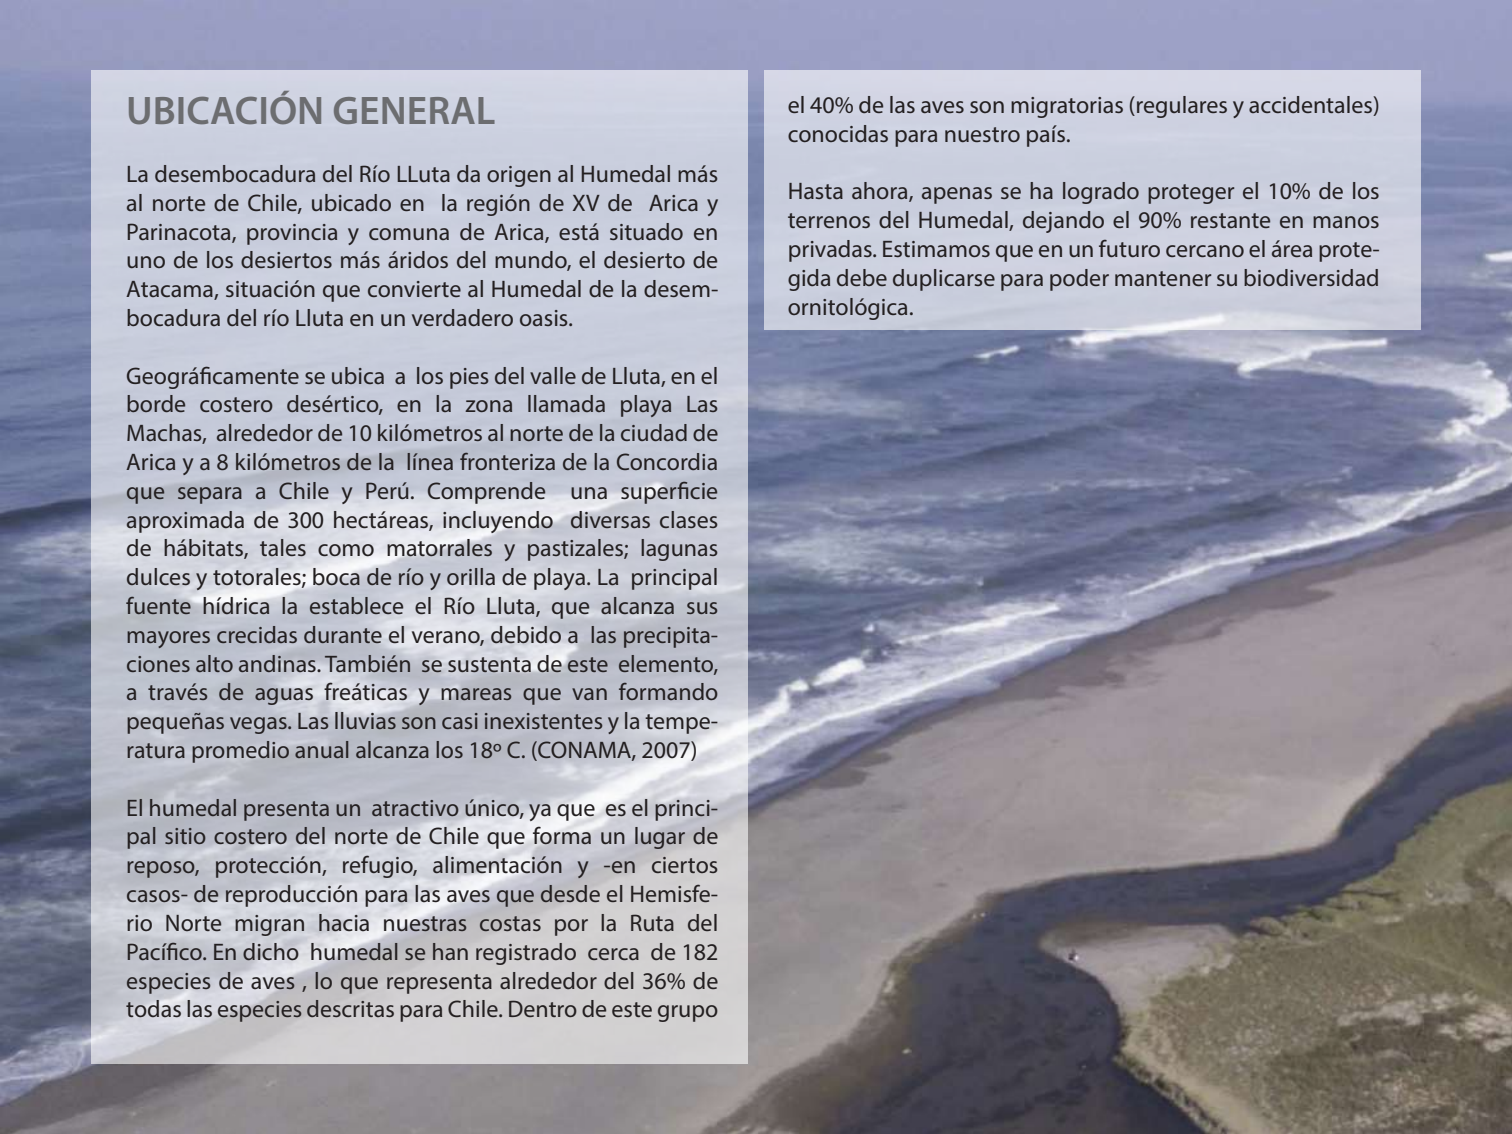 UBICACIÓN GENERAL
La desembocadura del Río LLuta da origen al Humedal más
al norte de Chile, ubicado en la región de XV de Arica y
Parinacota, provincia y comuna de Arica, está situado en
uno de los desiertos más áridos del mundo, el desierto de
Atacama, situación que convierte al Humedal de la desem-
bocadura del río Lluta en un verdadero oasis.
Geográficamente se ubica a los pies del valle de Lluta, en el
borde costero desértico, en la zona llamada playa Las
Machas, alrededor de 10 kilómetros al norte de la ciudad de
Arica y a 8 kilómetros de la línea fronteriza de la Concordia
que separa a Chile y Perú. Comprende una superficie
aproximada de 300 hectáreas, incluyendo diversas clases
de hábitats, tales como matorrales y pastizales; lagunas
dulces y totorales; boca de río y orilla de playa. La principal
fuente hídrica la establece el Río Lluta, que alcanza sus
mayores crecidas durante el verano, debido a las precipita-
ciones alto andinas. También se sustenta de este elemento,
a través de aguas freáticas y mareas que van formando
pequeñas vegas. Las lluvias son casi inexistentes y la tempe-
ratura promedio anual alcanza los 18º C. (CONAMA, 2007)
El humedal presenta un atractivo único, ya que es el princi-
pal sitio costero del norte de Chile que forma un lugar de
reposo, protección, refugio, alimentación y -en ciertos
casos- de reproducción para las aves que desde el Hemisfe-
rio Norte migran hacia nuestras costas por la Ruta del
Pacífico. En dicho humedal se han registrado cerca de 182
especies de aves , lo que representa alrededor del 36% de
todas las especies descritas para Chile. Dentro de este grupo
el 40% de las aves son migratorias (regulares y accidentales)
conocidas para nuestro país.
Hasta ahora, apenas se ha logrado proteger el 10% de los
terrenos del Humedal, dejando el 90% restante en manos
privadas. Estimamos que en un futuro cercano el área prote-
gida debe duplicarse para poder mantener su biodiversidad
ornitológica.